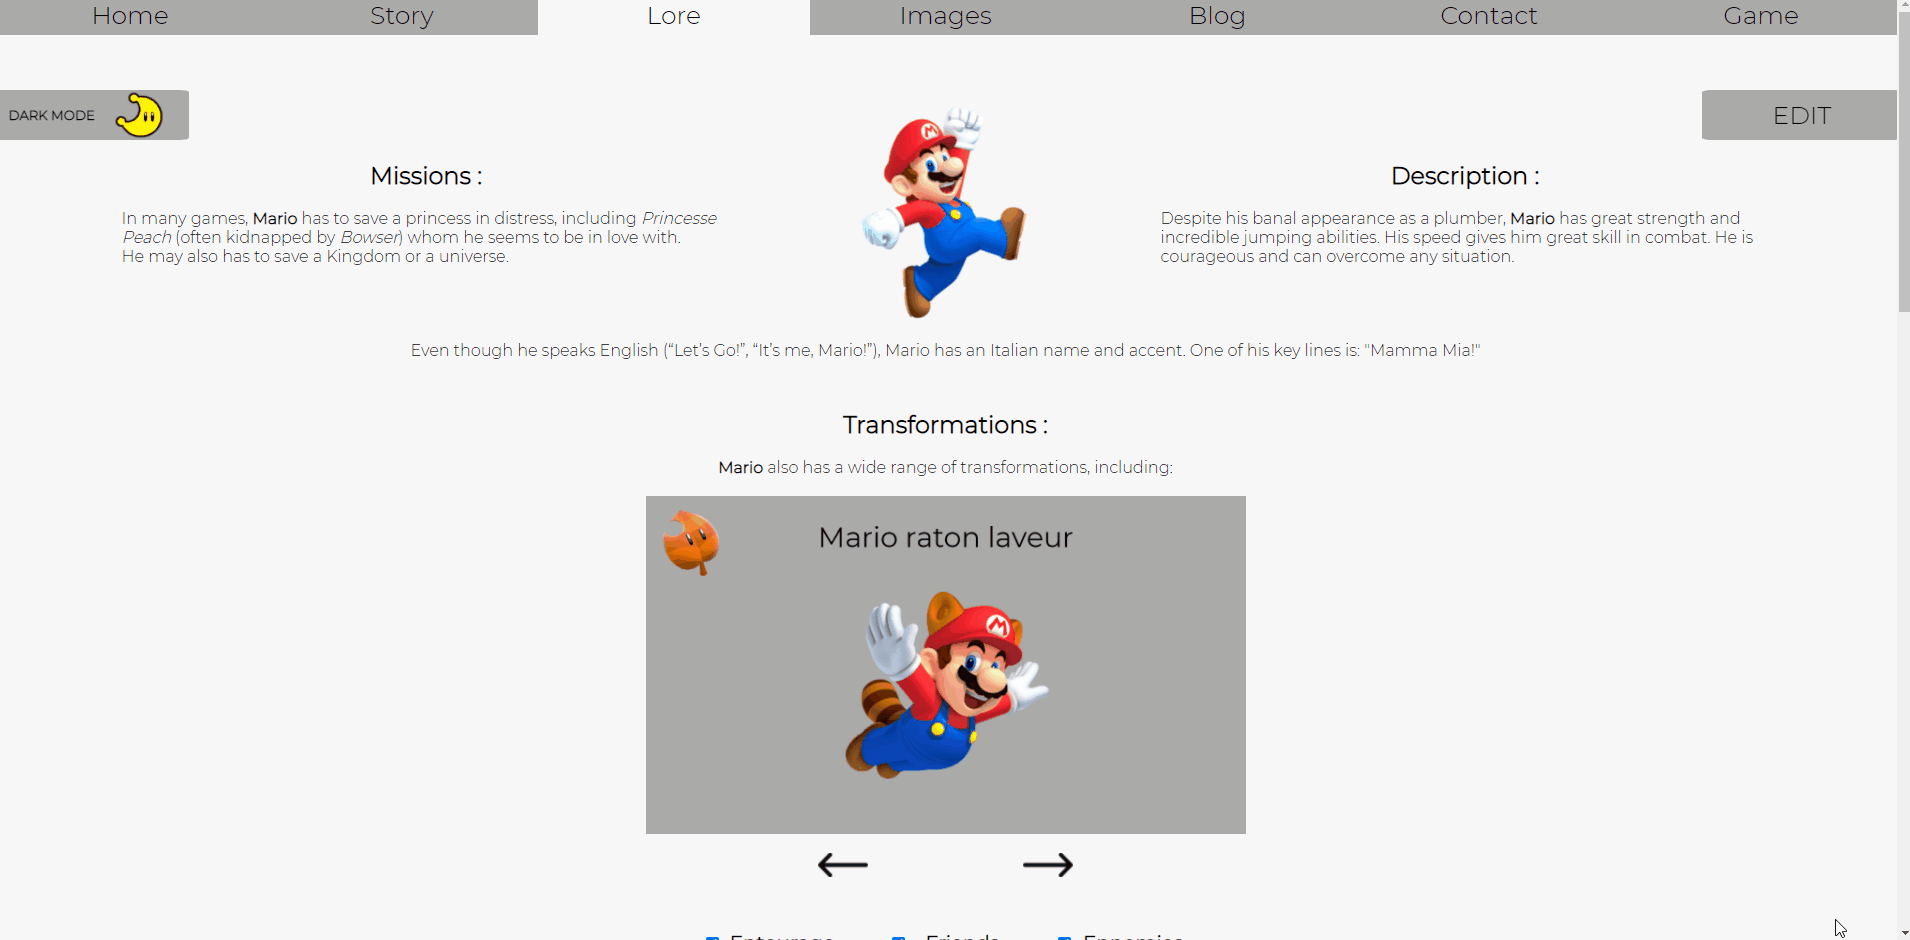 Home Story Lore Images Blog Contact Game
DARK MODE
EDIT
Missions :
In many games, Mario has to save a princess in distress, including Princesse
Peach (often kidnapped by Bowser) whom he seems to be in love with.
He may also has to save a Kingdom or a universe.
Description :
Despite his banal appearance as a plumber, Mario has great strength and
incredible jumping abilities. His speed gives him great skill in combat. He is
courageous and can overcome any situation.
Even though he speaks English (“Let’s Go!”, “It’s me, Mario!”), Mario has an Italian name and accent. One of his key lines is: "Mamma Mia!"
Transformations :
Mario also has a wide range of transformations, including:
Mario raton laveur
Entourage Friends Ennemies